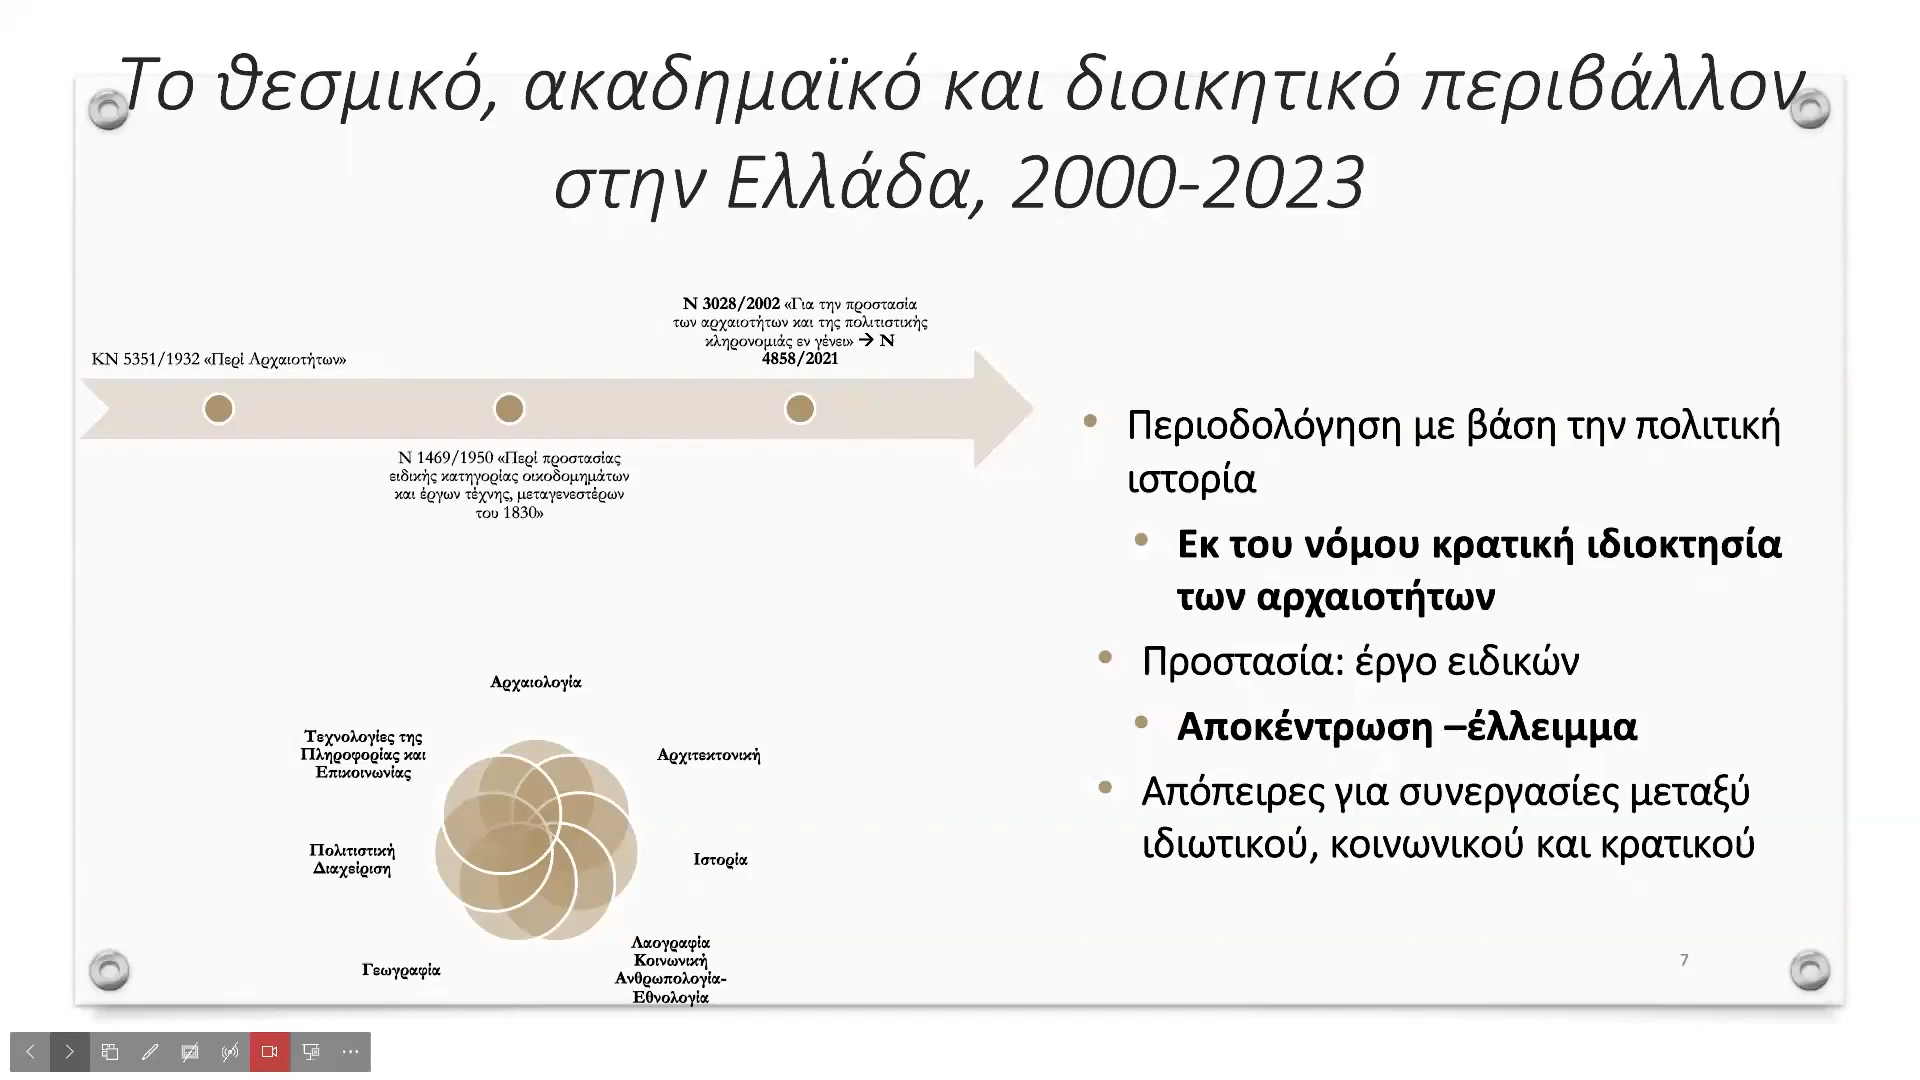 Το θεσμικό, ακαδημαϊκό και διοικητικό περιβάλλον
στην Ελλάδα, 2000-2023
ΚΝ 5351/1932 «Περί Αρχαιοτήτων»
Ν 3028/2002 «Για την προστασία
των αρχαιοτήτων και της πολιτιστικής
κληρονομιάς εν γένει» → Ν
4858/2021
Ν 1469/1950 «Περί προστασίας
ειδικής κατηγορίας οικοδομημάτων
και έργων τέχνης, μεταγενεστέρων
του 1830»
Αρχαιολογία
Αρχιτεκτονική
Ιστορία
Λαογραφία
Κοινωνική
Ανθρωπολογία-
Εθνολογία
Γεωγραφία
Πολιτιστική
Διαχείριση
Τεχνολογίες της
Πληροφορίας και
Επικοινωνίας
• Περιοδολόγηση με βάση την πολιτική
ιστορία
• Εκ του νόμου κρατική ιδιοκτησία
των αρχαιοτήτων
• Προστασία: έργο ειδικών
• Αποκέντρωση –έλλειμμα
• Απόπειρες για συνεργασίες μεταξύ
ιδιωτικού, κοινωνικού και κρατικού
7